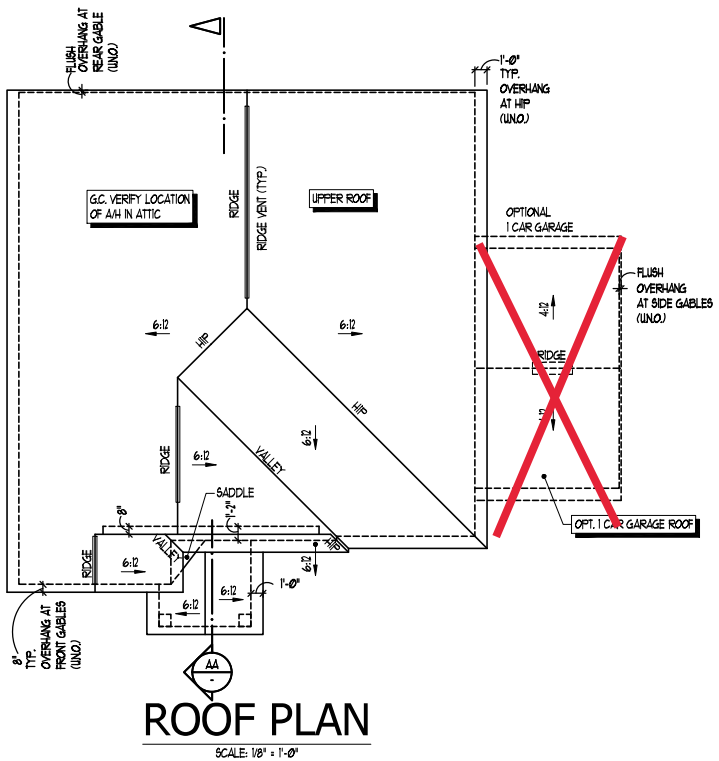 FLUSH
OVERHANG AT
REAR GABLE
(U.N.O.)
1'-0"
TYP.
OVERHANG
AT HIP
(U.N.O.)
G.C. VERIFY LOCATION
OF A/H IN ATTIC
RIDGE
RIDGE VENT (TYP.)
UPPER ROOF
OPTIONAL
1 CAR GARAGE
FLUSH
OVERHANG
AT SIDE GABLES
(U.N.O.)
4:12
6:12
HIP
6:12
RIDGE
HIP
6:12
RIDGE
6:12
VALLEY
SADDLE
8"
1'-2"
OPT. 1 CAR GARAGE ROOF
RIDGE
VALLEY
HIP
6:12
6:12
1'-0"
6:12
6:12
8"
TYP.
OVERHANG AT
FRONT GABLES
(U.N.O.)
AA
-
ROOF PLAN
SCALE: 1/8" = 1'-0"